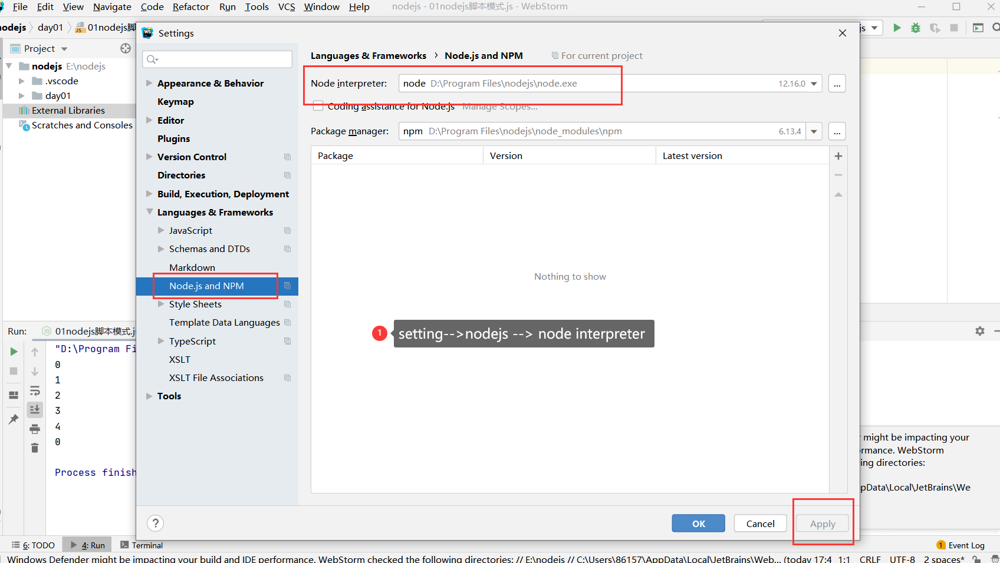 File Edit View Navigate Code Refactor Run Tools VCS Window Help nodejs - 01nodejs脚本模式.js - WebStorm
nodejs day01 01nodejs脚
Settings
Project
nodejs E:\nodejs
.vscode
day01
External Libraries
Scratches and Consoles
Appearance & Behavior
Keymap
Editor
Plugins
Version Control
Directories
Build, Execution, Deployment
Languages & Frameworks
JavaScript
Schemas and DTDs
Markdown
Node.js and NPM
Style Sheets
Template Data Languages
TypeScript
XSLT
XSLT File Associations
Tools
Languages & Frameworks › Node.js and NPM For current project
Node interpreter: node D:\Program Files\nodejs\node.exe 12.16.0 ...
Coding assistance for Node.js Manage Scopes...
Package manager: npm D:\Program Files\nodejs\node_modules\npm 6.13.4 ...
Package Version Latest version
Nothing to show
1 setting-->nodejs --> node interpreter
? OK Cancel Apply
Run: 01nodejs脚本模式.j
"D:\Program Fi
0
1
2
3
4
0
Process finish
might be impacting your
rmance. WebStorm
ing directories:
pData\Local\JetBrains\We
6: TODO 4: Run Terminal 1 Event Log
Windows Defender might be impacting your build and IDE performance. WebStorm checked the following directories: // E:\nodejs // C:\Users\86157\AppData\Local\JetBrains\Web... (today 17:4 1:1 CRLF UTF-8 2 spaces*